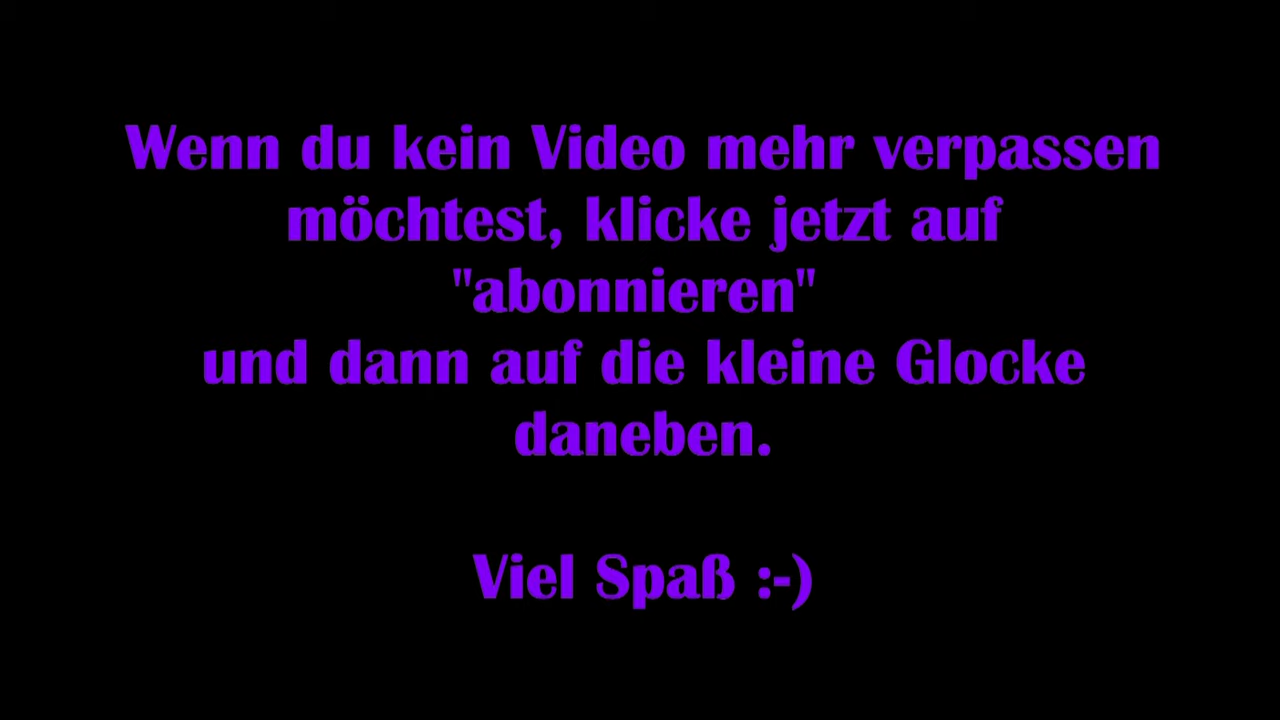 Wenn du kein Video mehr verpassen
möchtest, klicke jetzt auf
"abonnieren"
und dann auf die kleine Glocke
daneben.
Viel Spaß :-)